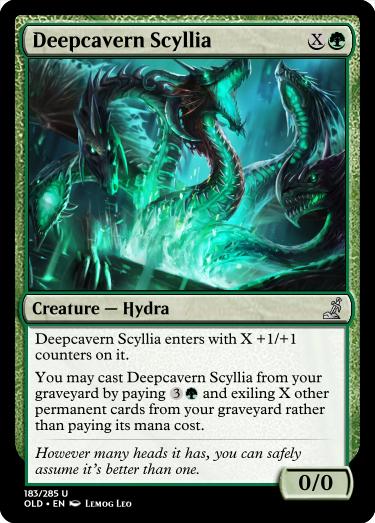 Deepcavern Scyllia X
Creature — Hydra
Deepcavern Scyllia enters with X +1/+1
counters on it.
You may cast Deepcavern Scyllia from your
graveyard by paying 3 and exiling X other
permanent cards from your graveyard rather
than paying its mana cost.
However many heads it has, you can safely
assume it's better than one.
0/0
183/285 U
OLD • EN Lemog Leo